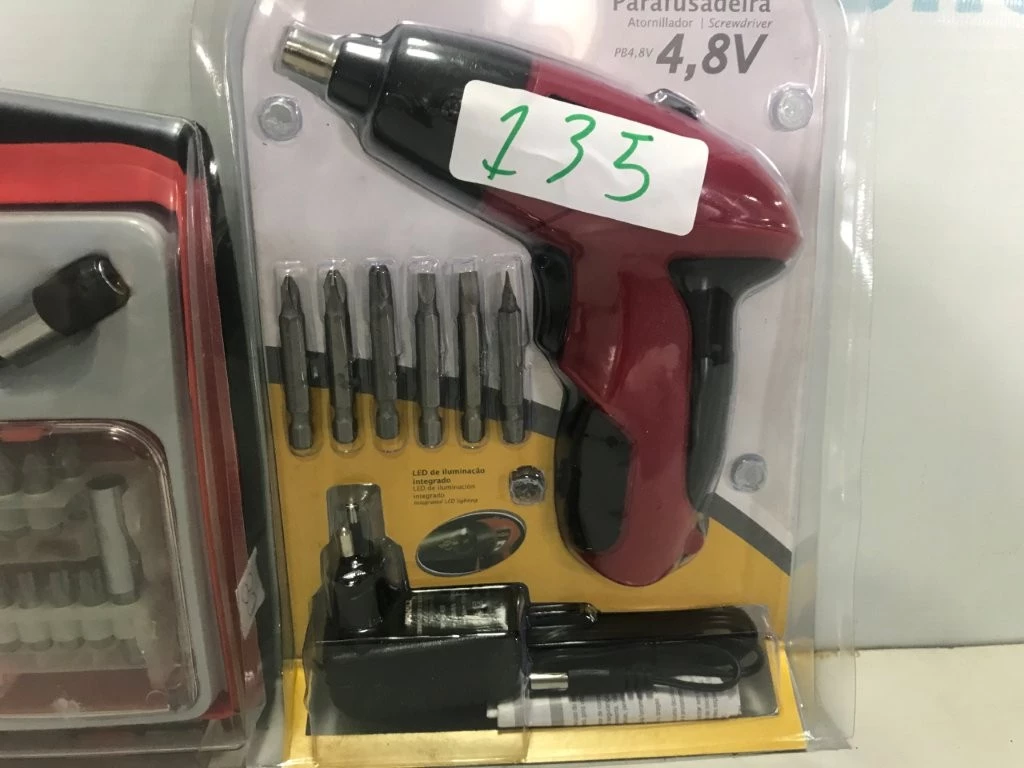 Parafusadeira
Atornillador | Screwdriver
PB4,8V 4,8V
135
LED de iluminação
integrado
LED de iluminación
integrado
Integrated LED lighting